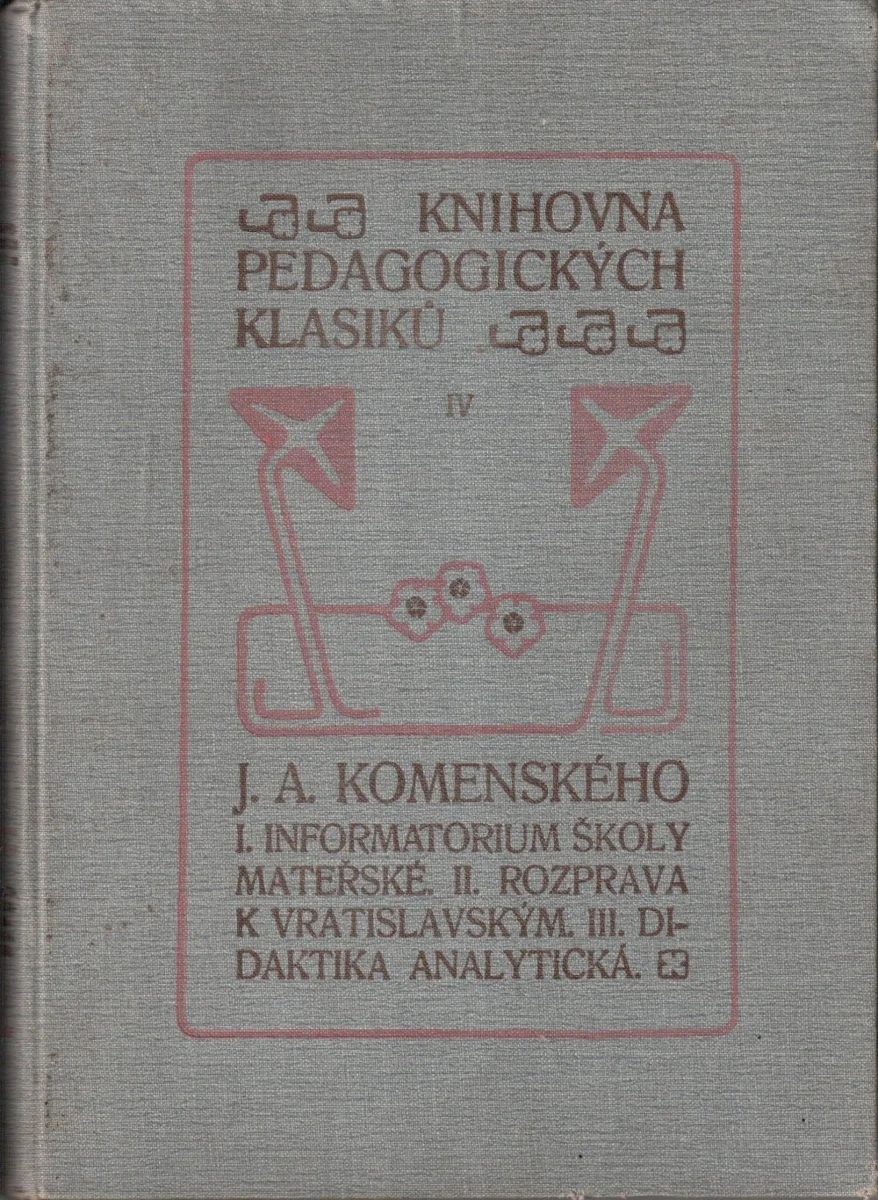 KNIHOVNA
PEDAGOGICKÝCH
KLASIKŮ
IV
J. A. KOMENSKÉHO
I. INFORMATORIUM ŠKOLY
MATEŘSKÉ. II. ROZPRAVA
K VRATISLAVSKÝM. III. DI-
DAKTIKA ANALYTICKÁ.